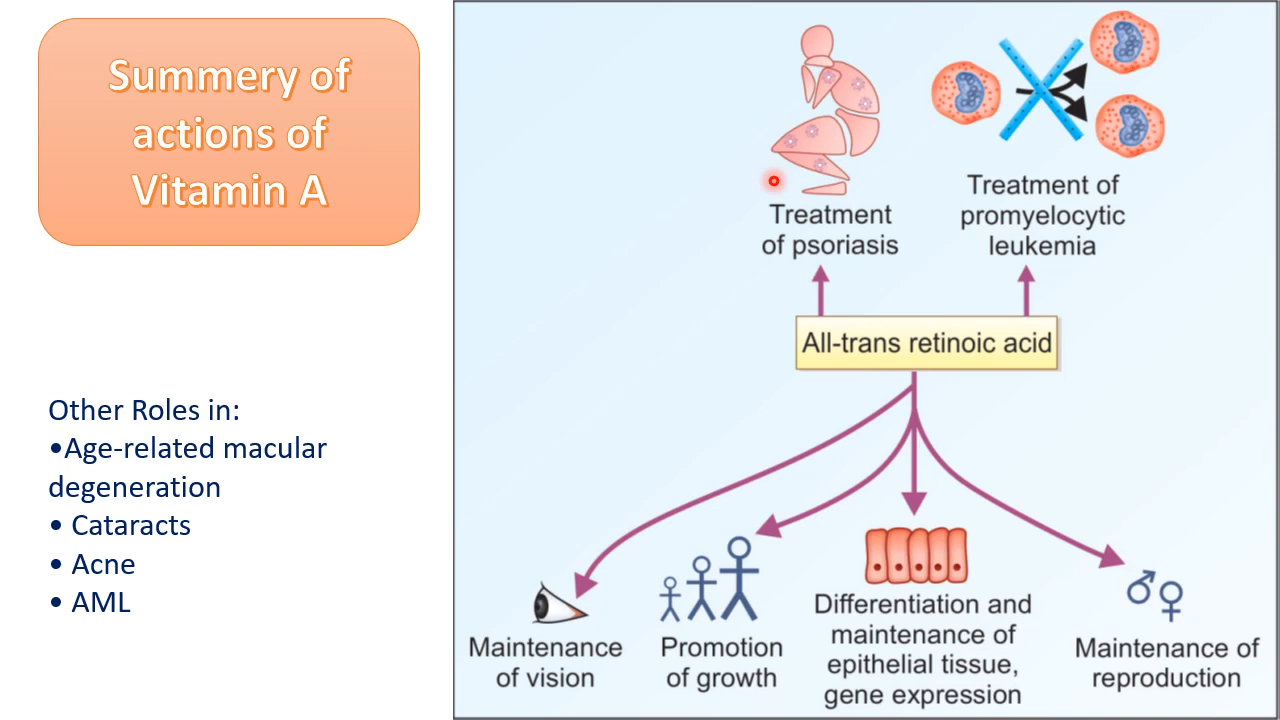 Summery of
actions of
Vitamin A
Other Roles in:
•Age-related macular
degeneration
• Cataracts
• Acne
• AML
Treatment
of psoriasis
Treatment of
promyelocytic
leukemia
All-trans retinoic acid
Maintenance
of vision
Promotion
of growth
Differentiation and
maintenance of
epithelial tissue,
gene expression
Maintenance of
reproduction